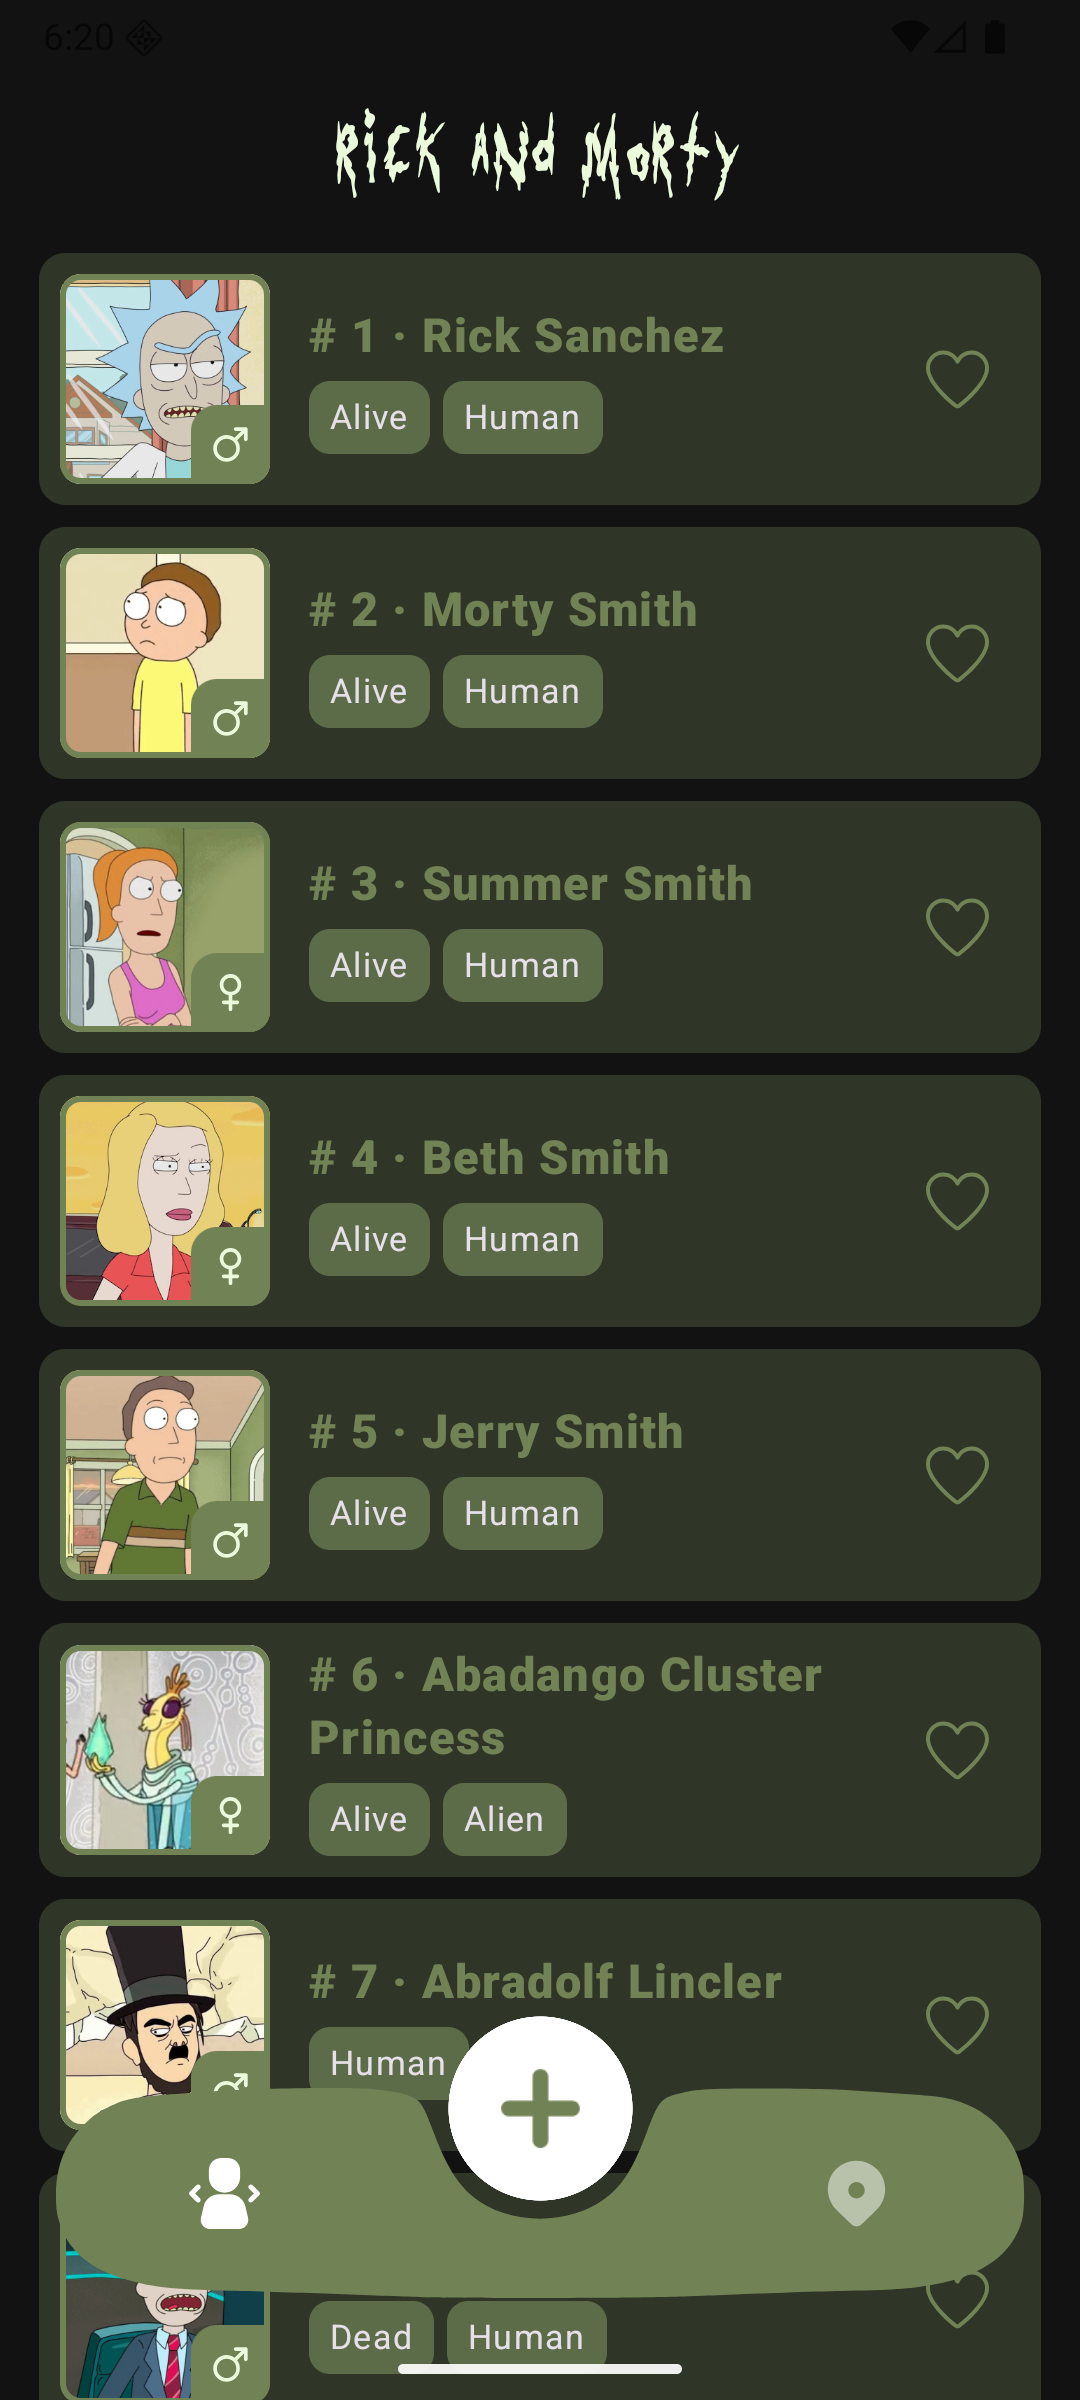 6:20
Rick and Morty
# 1 · Rick Sanchez
Alive Human
# 2 · Morty Smith
Alive Human
# 3 · Summer Smith
Alive Human
# 4 · Beth Smith
Alive Human
# 5 · Jerry Smith
Alive Human
# 6 · Abadango Cluster
Princess
Alive Alien
# 7 · Abradolf Lincler
Human
Dead Human